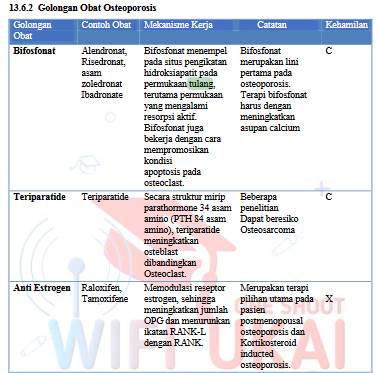 13.6.2 Golongan Obat Osteoporosis
Golongan Obat | Contoh Obat | Mekanisme Kerja | Catatan | Kehamilan
Bifosfonat
Alendronat,
Risedronat,
asam
zoledronat
Ibadronate
Bifosfonat menempel
pada situs pengikatan
hidroksiapatit pada
permukaan tulang,
terutama permukaan
yang mengalami
resorpsi aktif.
Bifosfonat juga
bekerja dengan cara
mempromosikan
kondisi
apoptosis pada
osteoclast.
Bifosfonat
merupakan lini
pertama pada
osteoporosis.
Terapi bifosfonat
harus dengan
meningkatkan
asupan calcium
C
Teriparatide
Teriparatide
Secara struktur mirip
parathormone 34 asam
amino (PTH 84 asam
amino), teriparatide
meningkatkan
osteblast
dibandingkan
Osteoclast.
Beberapa
penelitian
Dapat beresiko
Osteosarcoma
C
Anti Estrogen
Raloxifen,
Tamoxifene
Memodulasi reseptor
estrogen, sehingga
meningkatkan jumlah
OPG dan menurunkan
ikatan RANK-L
dengan RANK.
Merupakan terapi
pilihan utama pada
pasien
postmenopousal
osteoporosis dan
Kortikosteroid
inducted
osteoporosis.
X
ONE SHOOT
WIFI UKAI